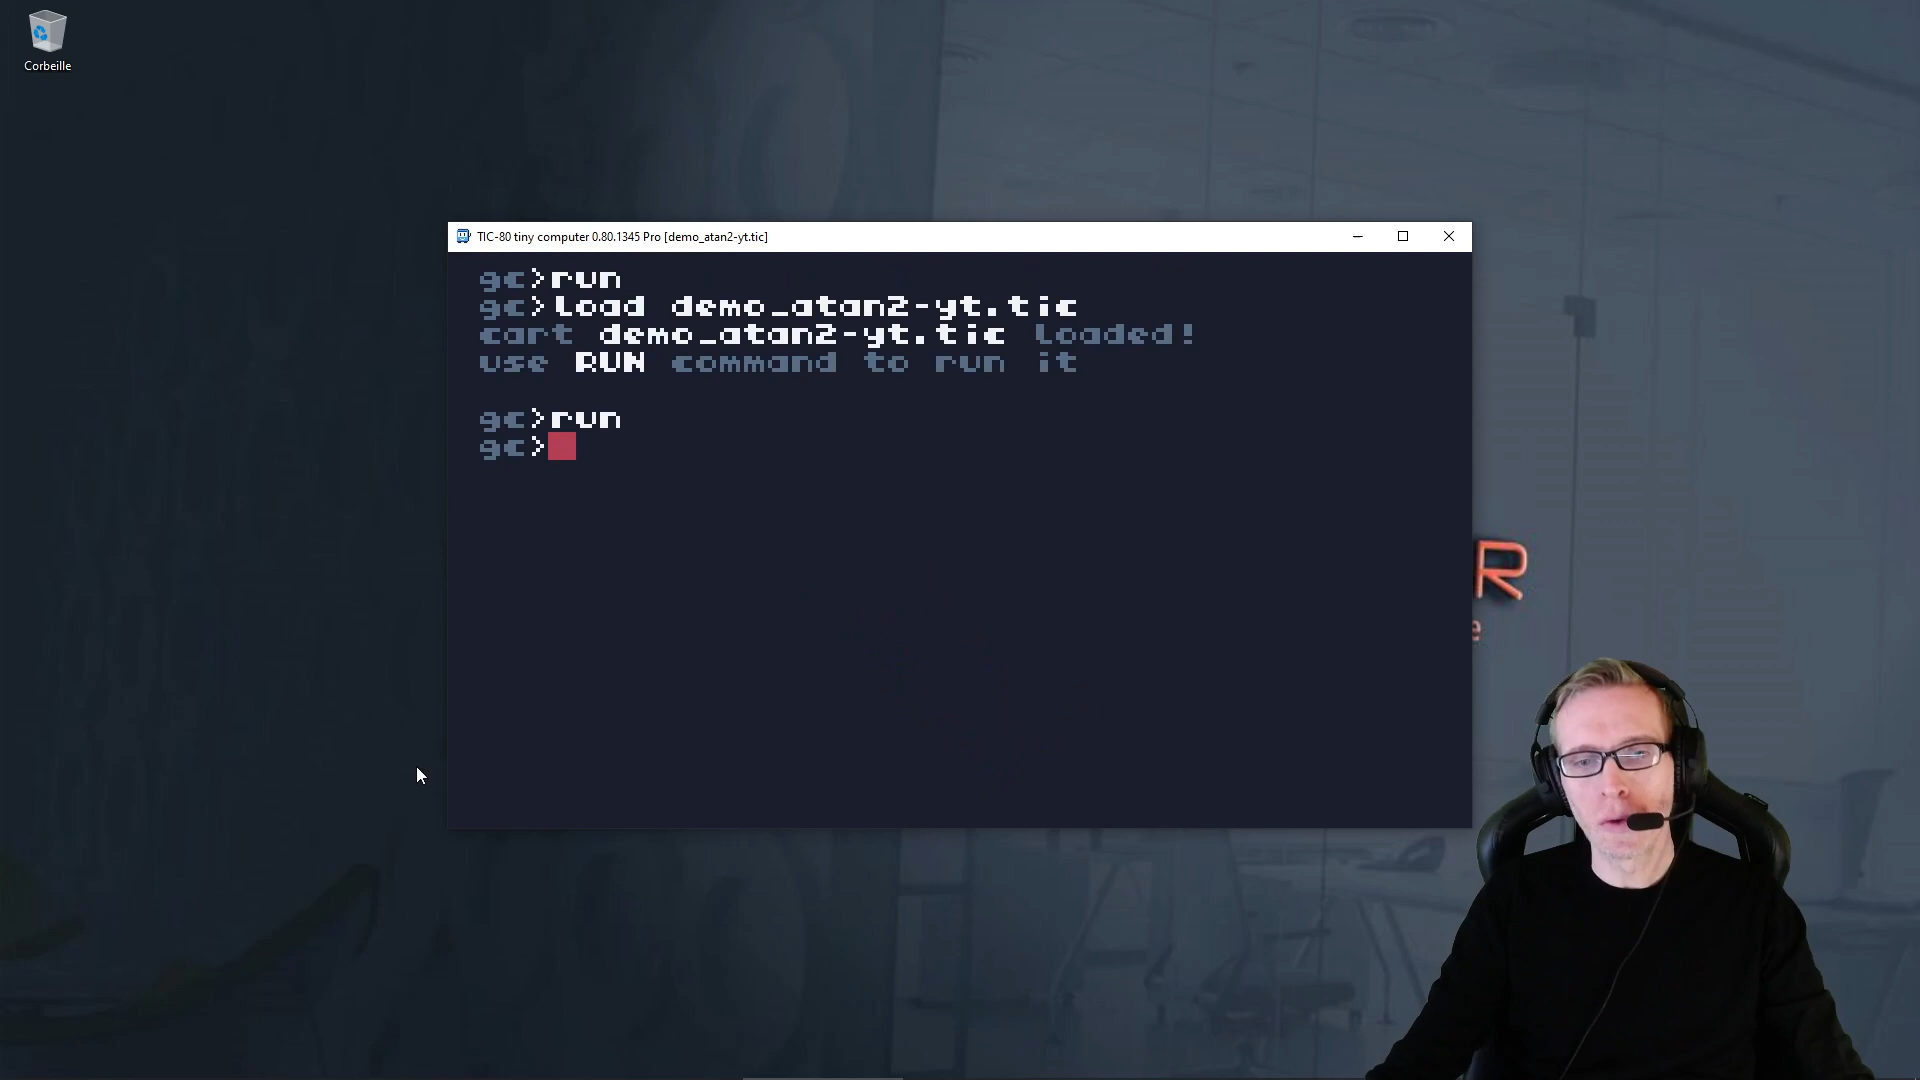 Corbeille
TIC-80 tiny computer 0.80.1345 Pro [demo_atan2-yt.tic]
gc>run
gc>load demo_atan2-yt.tic
cart demo_atan2-yt.tic loaded!
use RUN command to run it
gc>run
gc>
R
e